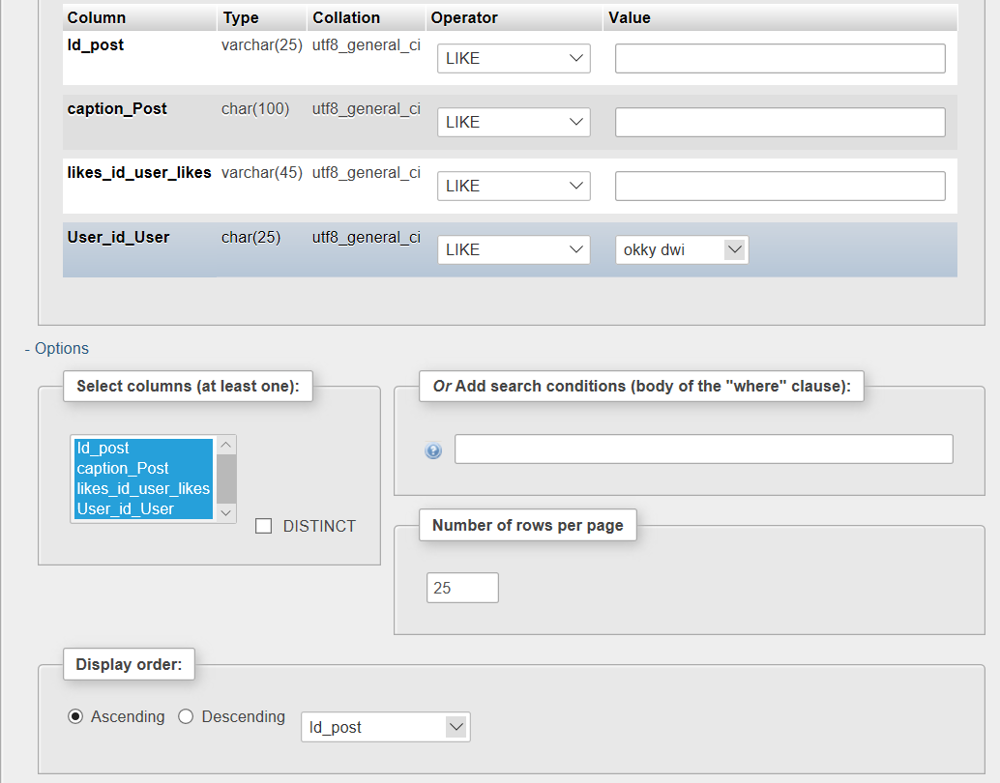 Column Type Collation Operator Value
Id_post varchar(25) utf8_general_ci LIKE
caption_Post char(100) utf8_general_ci LIKE
likes_id_user_likes varchar(45) utf8_general_ci LIKE
User_id_User char(25) utf8_general_ci LIKE okky dwi
- Options
Select columns (at least one):
Id_post
caption_Post
likes_id_user_likes
User_id_User
DISTINCT
Or Add search conditions (body of the "where" clause):
Number of rows per page
25
Display order:
Ascending Descending Id_post